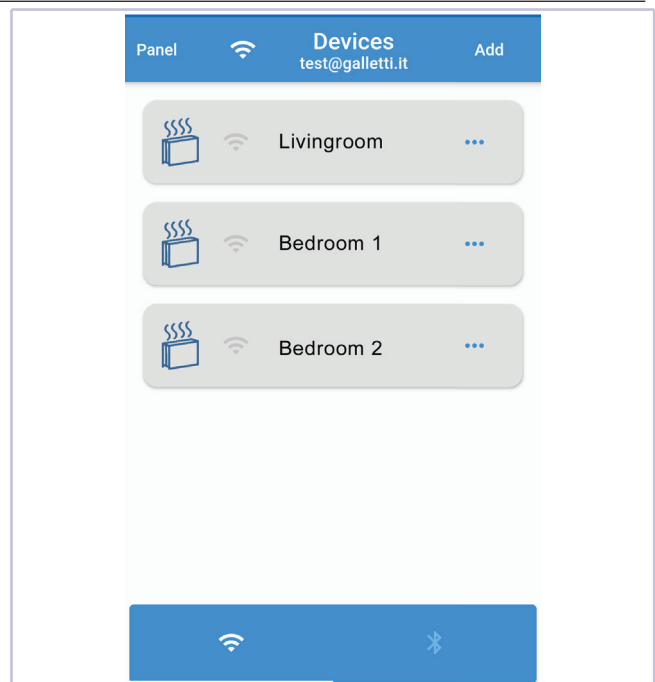 Panel
Devices
test@galletti.it
Add
Livingroom
Bedroom 1
Bedroom 2